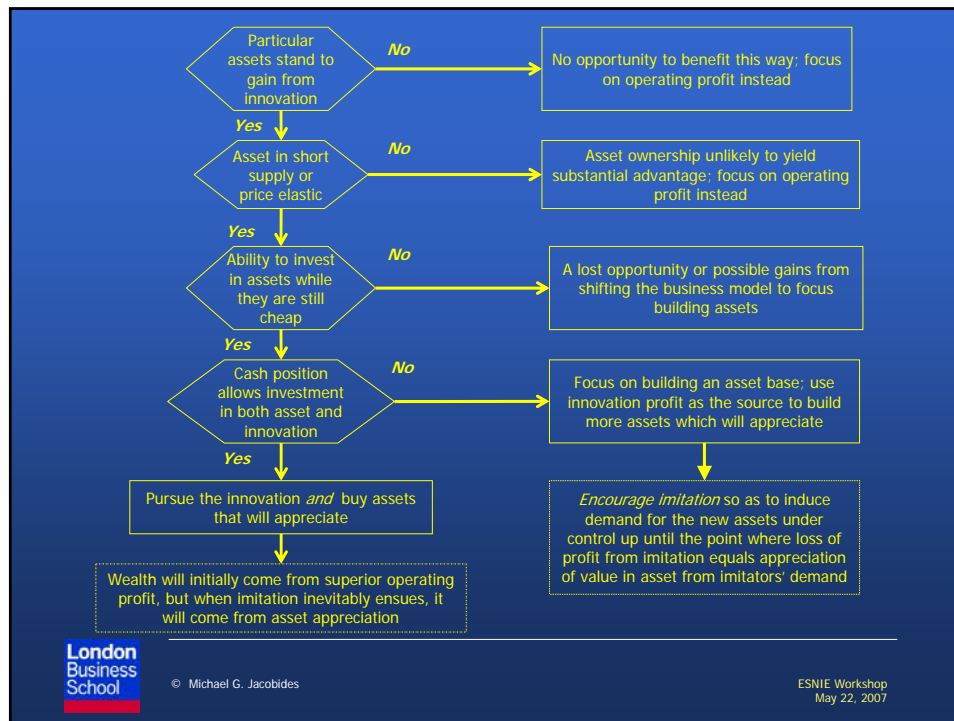 Particular
assets stand to
gain from
innovation
No
No opportunity to benefit this way; focus
on operating profit instead
Yes
Asset in short
supply or
price elastic
No
Asset ownership unlikely to yield
substantial advantage; focus on operating
profit instead
Yes
Ability to invest
in assets while
they are still
cheap
No
A lost opportunity or possible gains from
shifting the business model to focus
building assets
Yes
Cash position
allows investment
in both asset and
innovation
No
Focus on building an asset base; use
innovation profit as the source to build
more assets which will appreciate
Yes
Pursue the innovation and buy assets
that will appreciate
Encourage imitation so as to induce
demand for the new assets under
control up until the point where loss of
profit from imitation equals appreciation
of value in asset from imitators' demand
Wealth will initially come from superior operating
profit, but when imitation inevitably ensues, it
will come from asset appreciation
London
Business
School
© Michael G. Jacobides
ESNIE Workshop
May 22, 2007